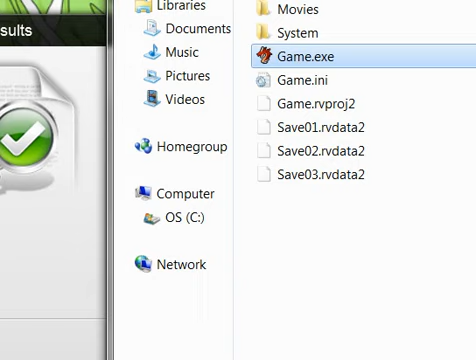 sults
Libraries
Documents
Music
Pictures
Videos
Homegroup
Computer
OS (C:)
Network
Movies
System
Game.exe
Game.ini
Game.rvproj2
Save01.rvdata2
Save02.rvdata2
Save03.rvdata2